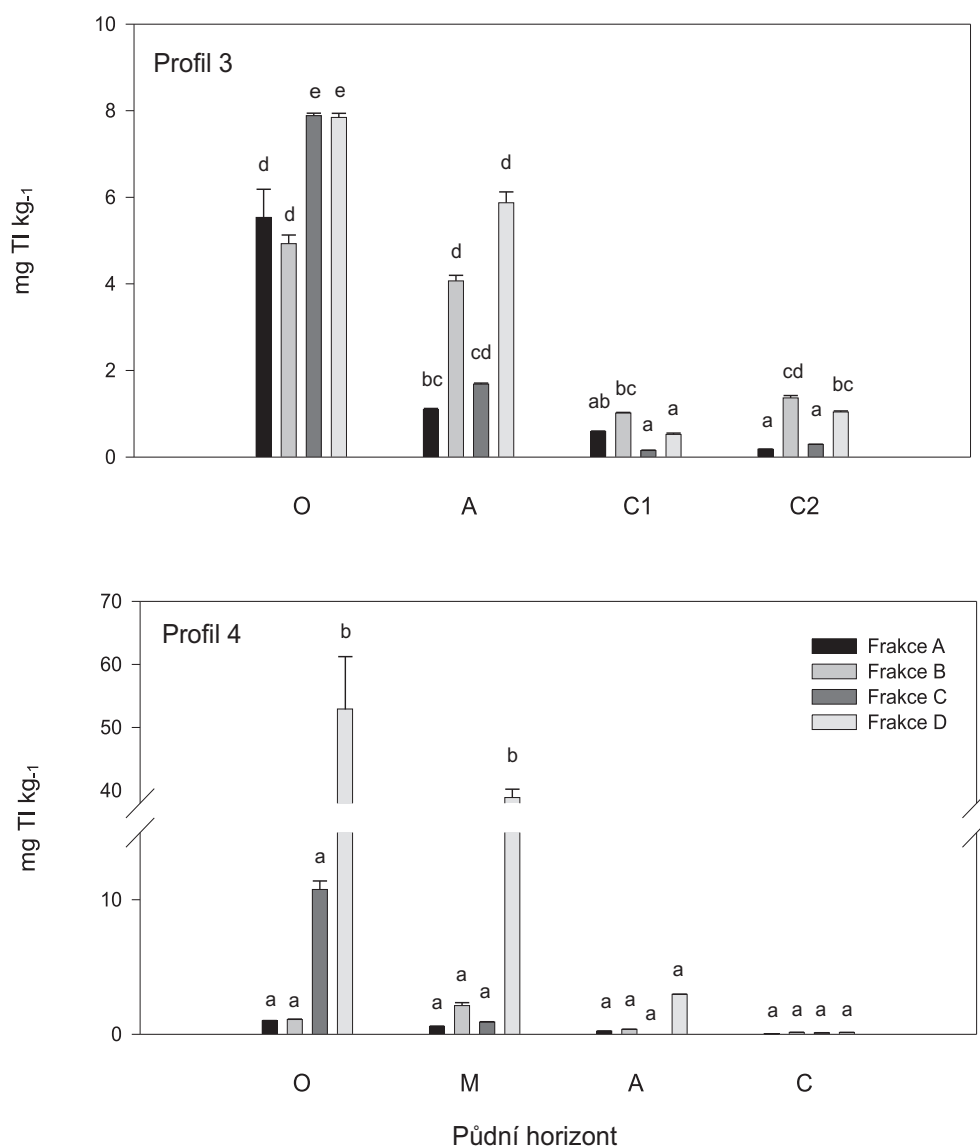 Profil 3
mg Tl kg-1
10
8
6
4
2
0
d d e e
bc d cd d
ab bc a a
a cd a bc
O A C1 C2
Profil 4
mg Tl kg-1
70
60
50
40
10
0
Frakce A
Frakce B
Frakce C
Frakce D
a a a b
a a a b
a a a a
a a a a
O M A C
Půdní horizont